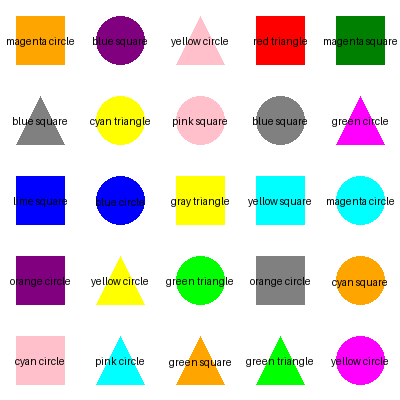 magenta circle blue square yellow circle red triangle magenta square
blue square cyan triangle pink square blue square green circle
lime square blue circle gray triangle yellow square magenta circle
orange circle yellow circle green triangle orange circle cyan square
cyan circle pink circle green square green triangle yellow circle